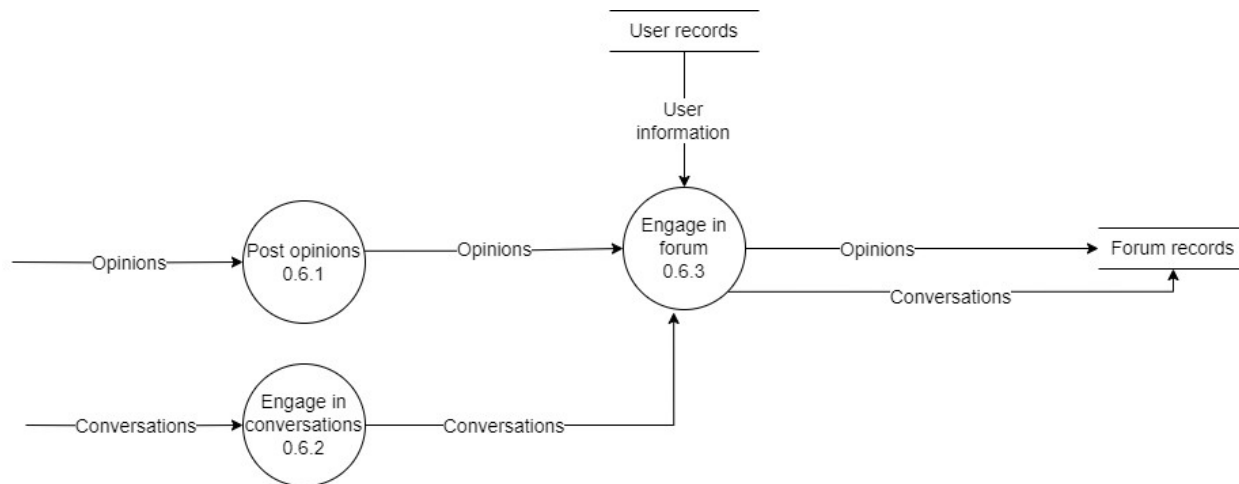 User records
User
information
Engage in
forum
0.6.3
Opinions
Post opinions
0.6.1
Opinions
Opinions
Forum records
Conversations
Conversations
Engage in
conversations
0.6.2
Conversations